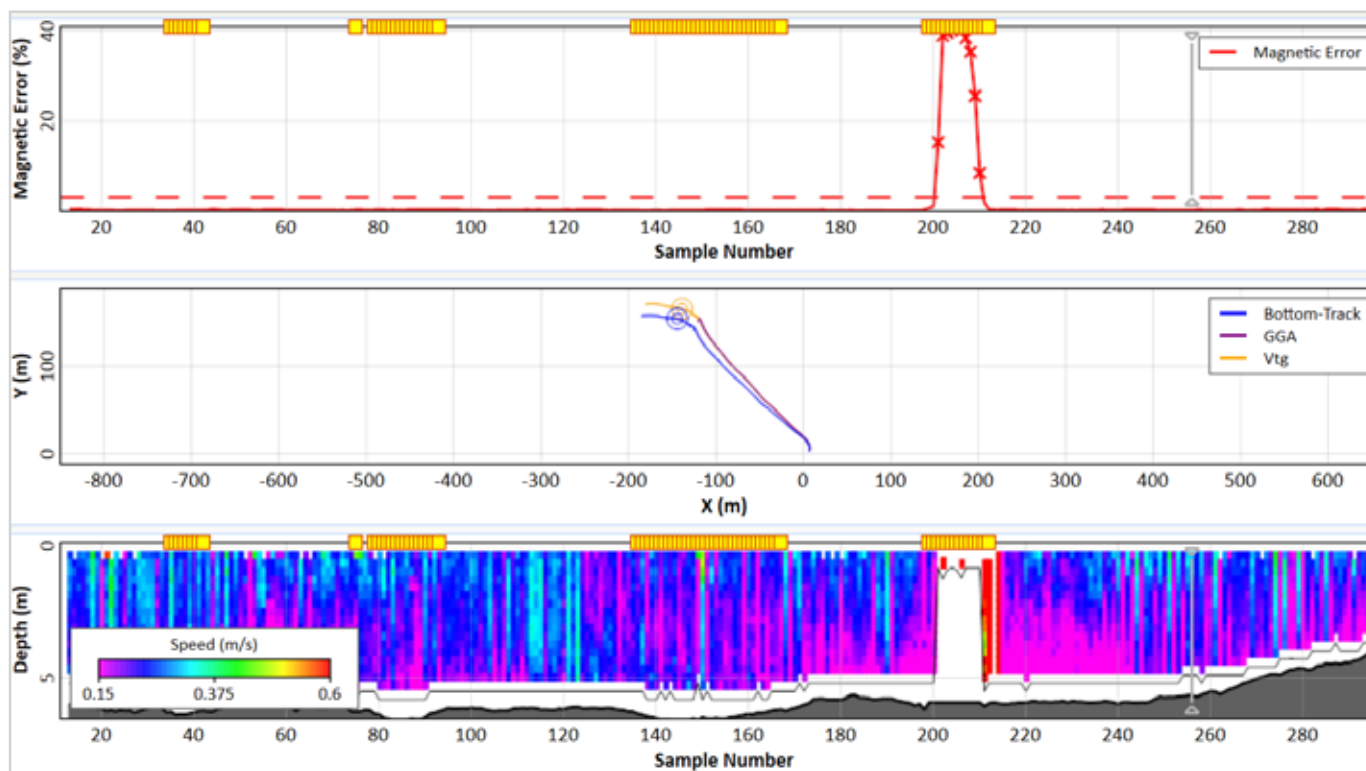 40
20
0
Magnetic Error (%)
Magnetic Error
20 40 60 80 100 120 140 160 180 200 220 240 260 280
Sample Number
100
0
Y (m)
Bottom-Track
GGA
Vtg
-800 -700 -600 -500 -400 -300 -200 -100 0 100 200 300 400 500 600
X (m)
0
5
Depth (m)
Speed (m/s)
0.15 0.375 0.6
20 40 60 80 100 120 140 160 180 200 220 240 260 280
Sample Number